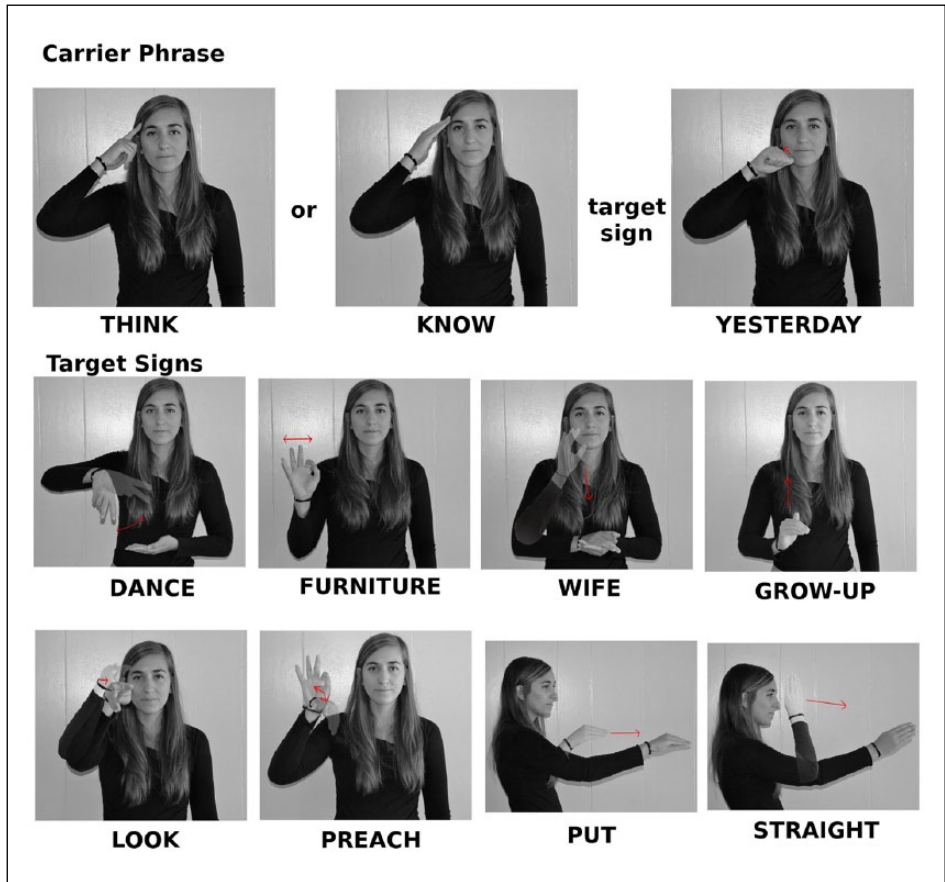 Carrier Phrase
or
target
sign
THINK
KNOW
YESTERDAY
Target Signs
DANCE
FURNITURE
WIFE
GROW-UP
LOOK
PREACH
PUT
STRAIGHT